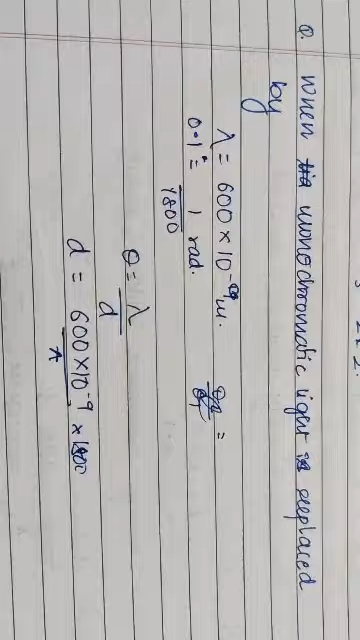 Q. When monochromatic light is replaced
by
λ = 600 × 10⁻⁹ m.
0.1° = 1/1800 rad.
θ = λ/d
d = 600×10⁻⁹ × 1800